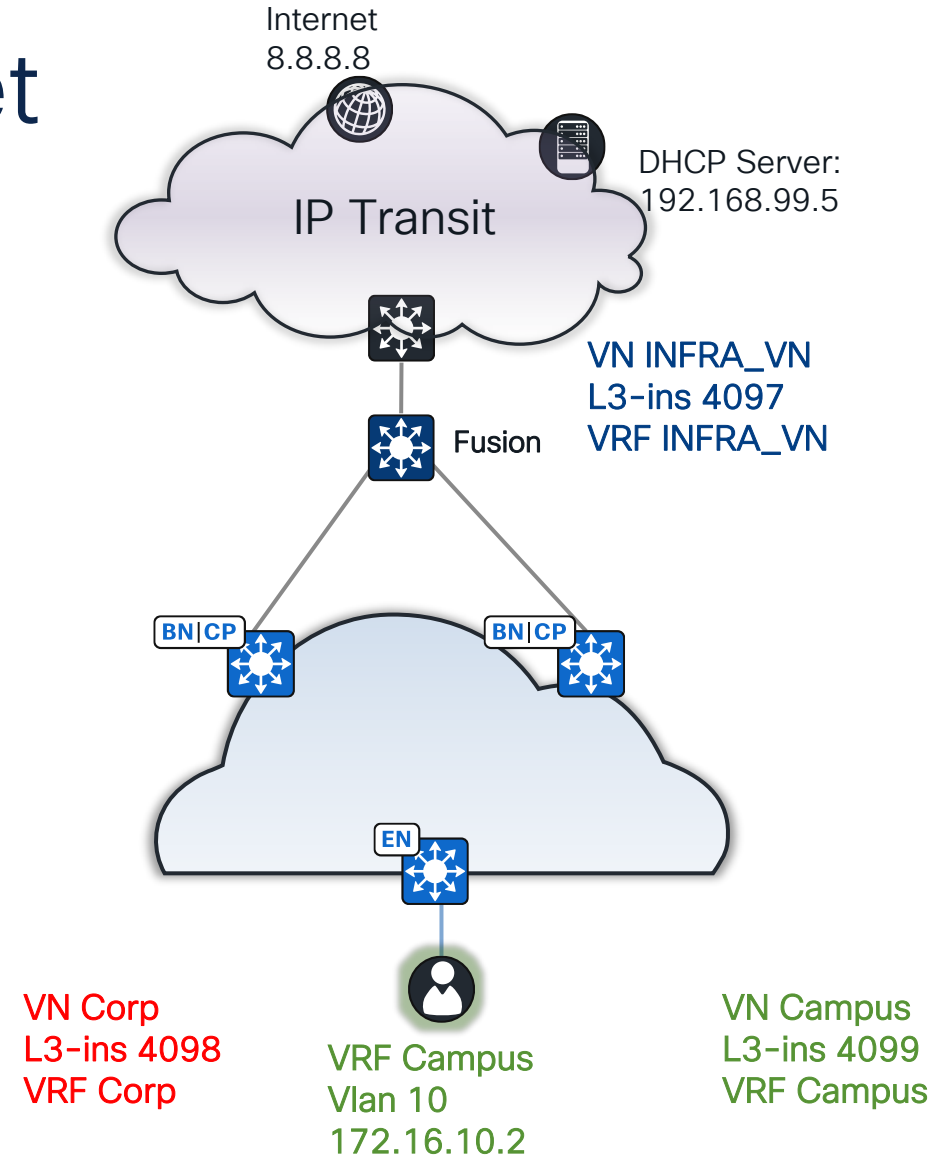 Internet
8.8.8.8
et
DHCP Server:
192.168.99.5
IP Transit
VN INFRA_VN
L3-ins 4097
VRF INFRA_VN
Fusion
BN|CP
BN|CP
EN
VN Corp
L3-ins 4098
VRF Corp
VRF Campus
Vlan 10
172.16.10.2
VN Campus
L3-ins 4099
VRF Campus